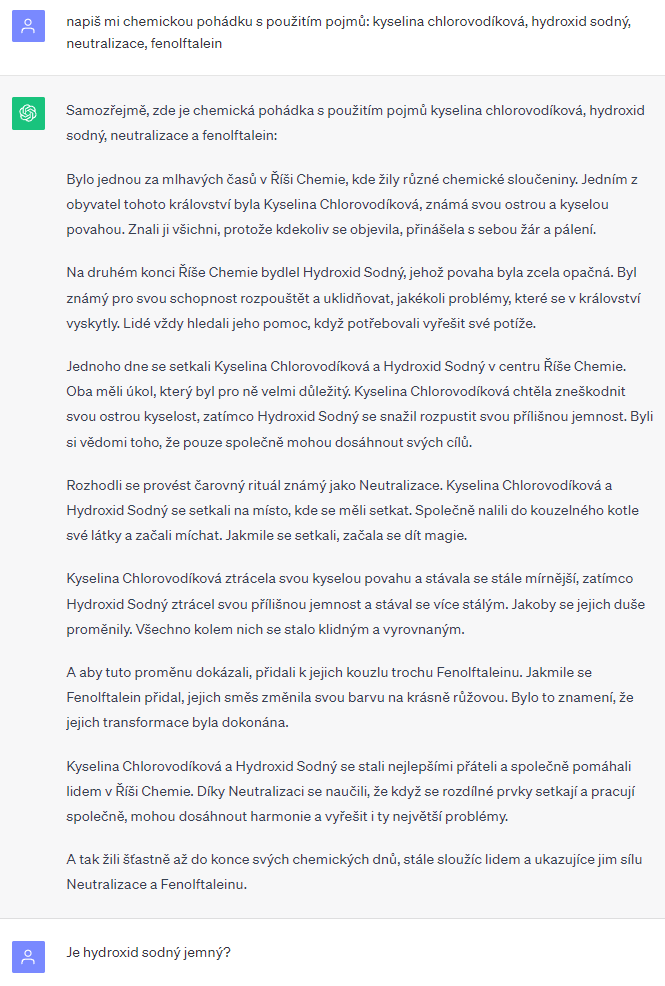 napiš mi chemickou pohádku s použitím pojmů: kyselina chlorovodíková, hydroxid sodný,
neutralizace, fenolftalein
Samozřejmě, zde je chemická pohádka s použitím pojmů kyselina chlorovodíková, hydroxid
sodný, neutralizace a fenolftalein:
Bylo jednou za mlhavých časů v Říši Chemie, kde žily různé chemické sloučeniny. Jedním z
obyvatel tohoto království byla Kyselina Chlorovodíková, známá svou ostrou a kyselou
povahou. Znali ji všichni, protože kdekoliv se objevila, přinášela s sebou žár a pálení.
Na druhém konci Říše Chemie bydlel Hydroxid Sodný, jehož povaha byla zcela opačná. Byl
známý pro svou schopnost rozpouštět a uklidňovat, jakékoli problémy, které se v království
vyskytly. Lidé vždy hledali jeho pomoc, když potřebovali vyřešit své potíže.
Jednoho dne se setkali Kyselina Chlorovodíková a Hydroxid Sodný v centru Říše Chemie.
Oba měli úkol, který byl pro ně velmi důležitý. Kyselina Chlorovodíková chtěla zneškodnit
svou ostrou kyselost, zatímco Hydroxid Sodný se snažil rozpustit svou přílišnou jemnost. Byli
si vědomi toho, že pouze společně mohou dosáhnout svých cílů.
Rozhodli se provést čarovný rituál známý jako Neutralizace. Kyselina Chlorovodíková a
Hydroxid Sodný se setkali na místo, kde se měli setkat. Společně nalili do kouzelného kotle
své látky a začali míchat. Jakmile se setkali, začala se dít magie.
Kyselina Chlorovodíková ztrácela svou kyselou povahu a stávala se stále mírnější, zatímco
Hydroxid Sodný ztrácel svou přílišnou jemnost a stával se více stálým. Jakoby se jejich duše
proměnily. Všechno kolem nich se stalo klidným a vyrovnaným.
A aby tuto proměnu dokázali, přidali k jejich kouzlu trochu Fenolftaleinu. Jakmile se
Fenolftalein přidal, jejich směs změnila svou barvu na krásně růžovou. Bylo to znamení, že
jejich transformace byla dokonána.
Kyselina Chlorovodíková a Hydroxid Sodný se stali nejlepšími přáteli a společně pomáhali
lidem v Říši Chemie. Díky Neutralizaci se naučili, že když se rozdílné prvky setkají a pracují
společně, mohou dosáhnout harmonie a vyřešit i ty největší problémy.
A tak žili šťastně až do konce svých chemických dnů, stále sloužíc lidem a ukazujíce jim sílu
Neutralizace a Fenolftaleinu.
Je hydroxid sodný jemný?